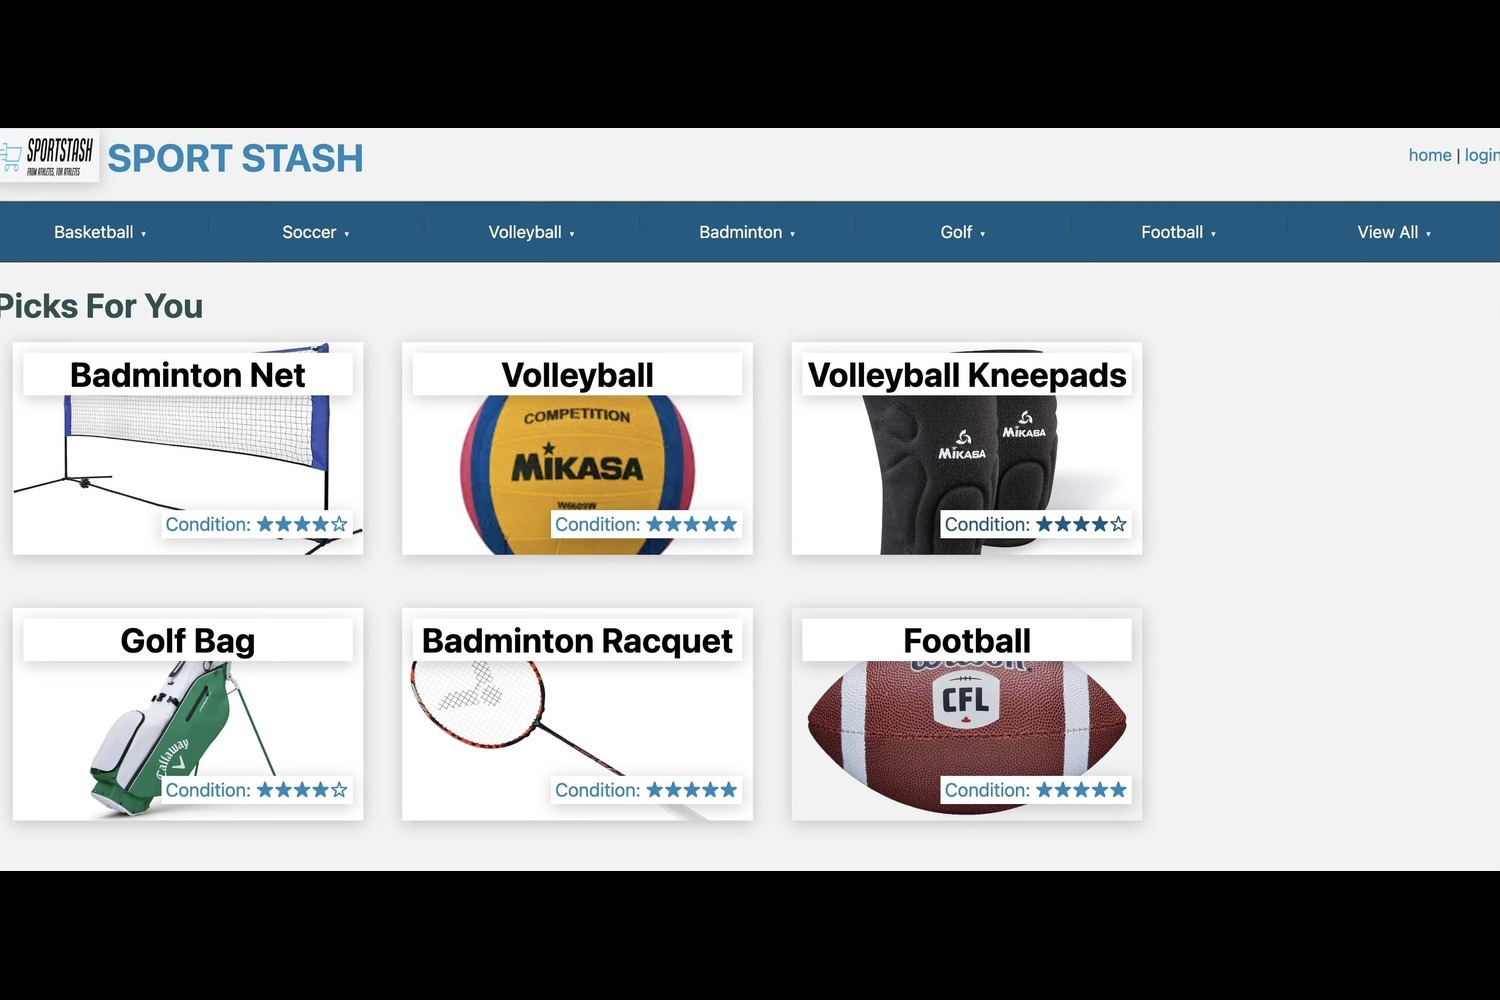 SPORTSTASH
FROM ATHLETES, FOR ATHLETES
SPORT STASH
home | login
Basketball ▾
Soccer ▾
Volleyball ▾
Badminton ▾
Golf ▾
Football ▾
View All ▾
Picks For You
Badminton Net
Condition: ★★★★☆
Volleyball
COMPETITION
MIKASA
W6603W
Condition: ★★★★★
Volleyball Kneepads
MIKASA
MIKASA
Condition: ★★★★☆
Golf Bag
Callaway
Condition: ★★★★☆
Badminton Racquet
Condition: ★★★★★
Football
Wilson
CFL
Condition: ★★★★★